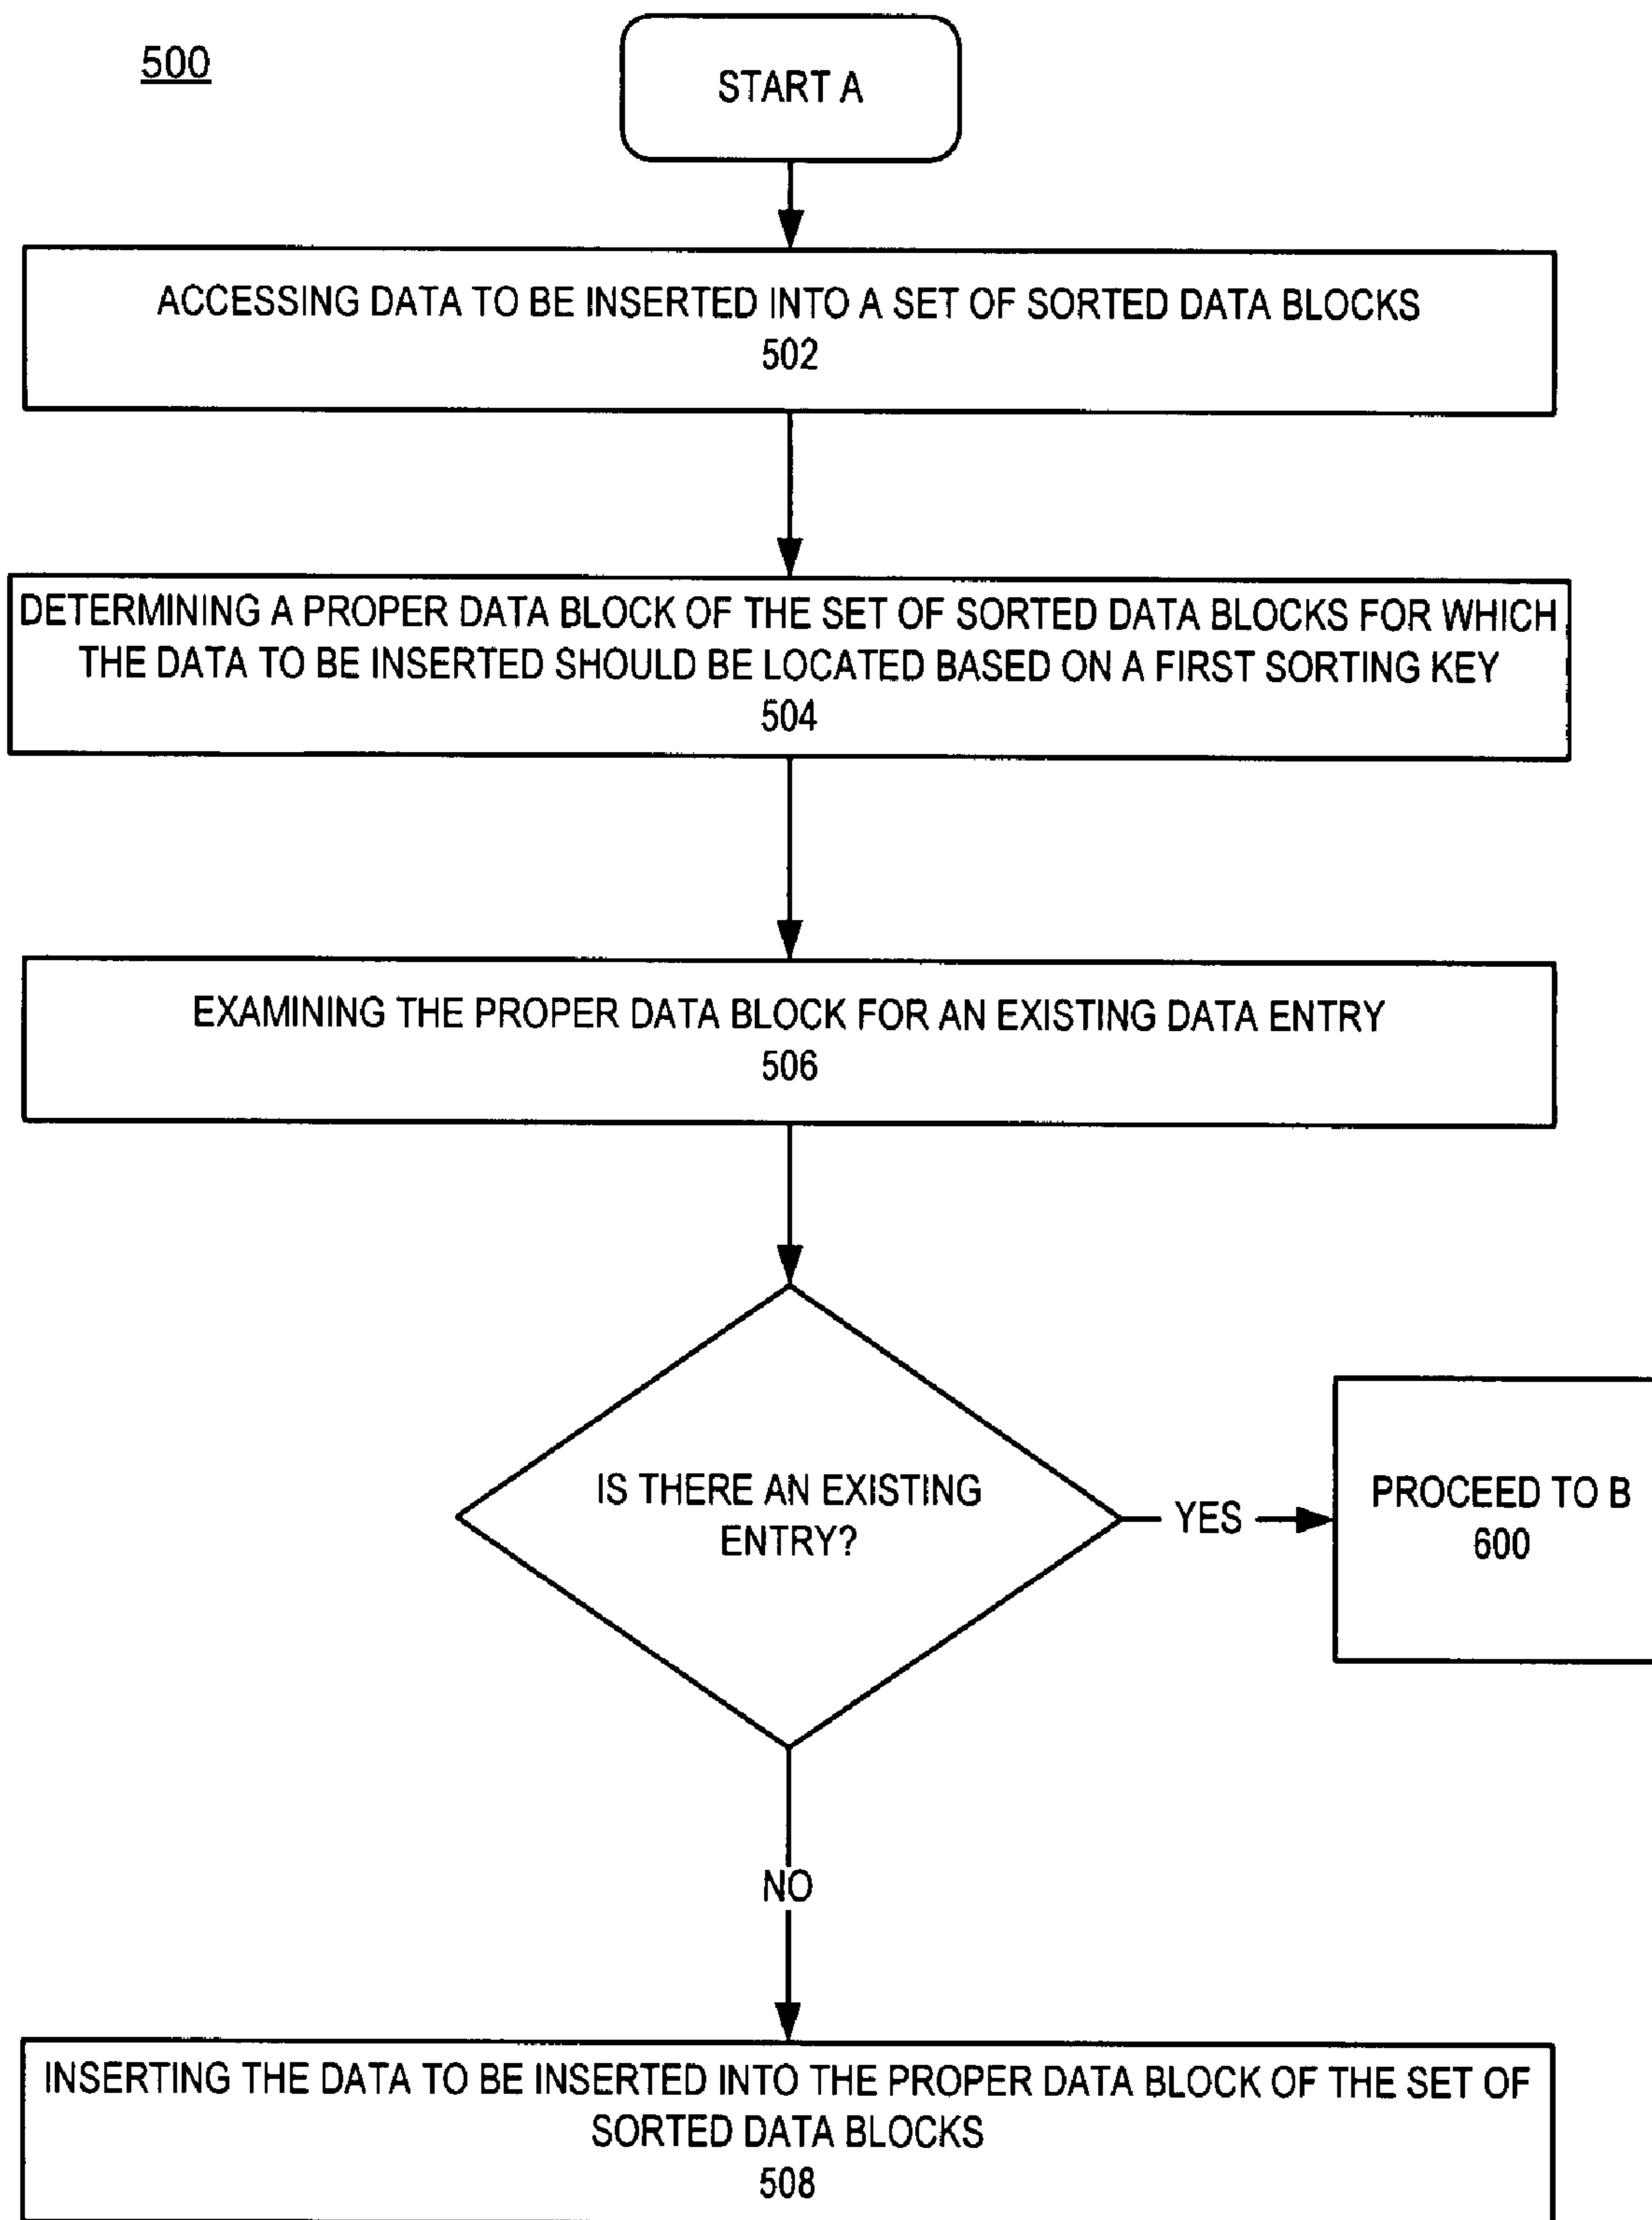 500
START A
ACCESSING DATA TO BE INSERTED INTO A SET OF SORTED DATA BLOCKS
502
DETERMINING A PROPER DATA BLOCK OF THE SET OF SORTED DATA BLOCKS FOR WHICH
THE DATA TO BE INSERTED SHOULD BE LOCATED BASED ON A FIRST SORTING KEY
504
EXAMINING THE PROPER DATA BLOCK FOR AN EXISTING DATA ENTRY
506
IS THERE AN EXISTING
ENTRY?
YES
PROCEED TO B
600
NO
INSERTING THE DATA TO BE INSERTED INTO THE PROPER DATA BLOCK OF THE SET OF
SORTED DATA BLOCKS
508